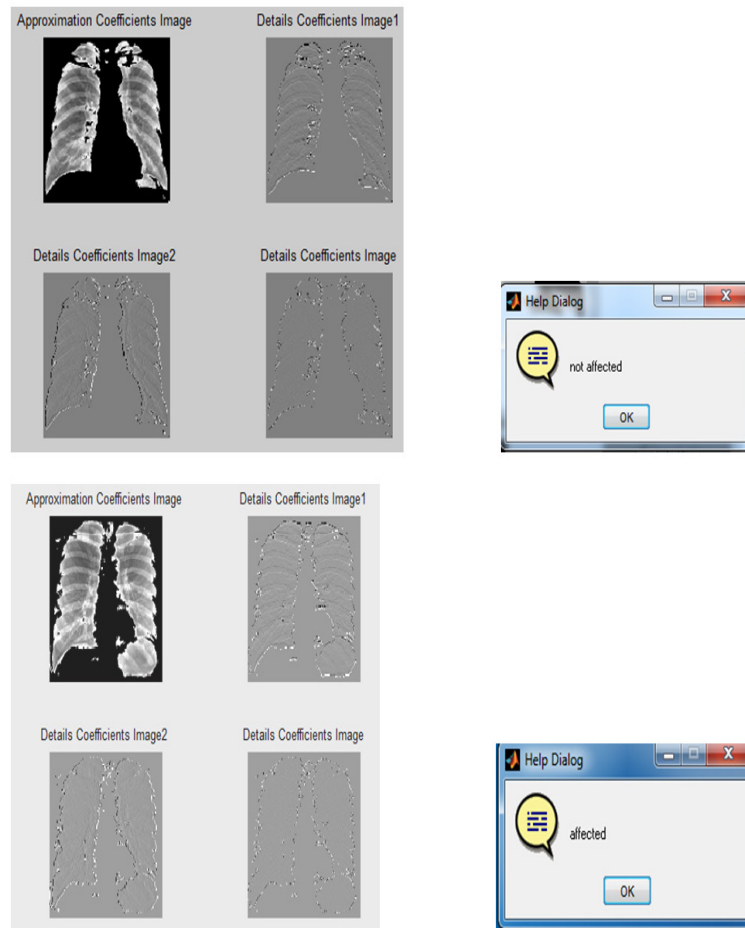 Approximation Coefficients Image
Details Coefficients Image1
Details Coefficients Image2
Details Coefficients Image
Help Dialog
not affected
OK
Approximation Coefficients Image
Details Coefficients Image1
Details Coefficients Image2
Details Coefficients Image
Help Dialog
affected
OK